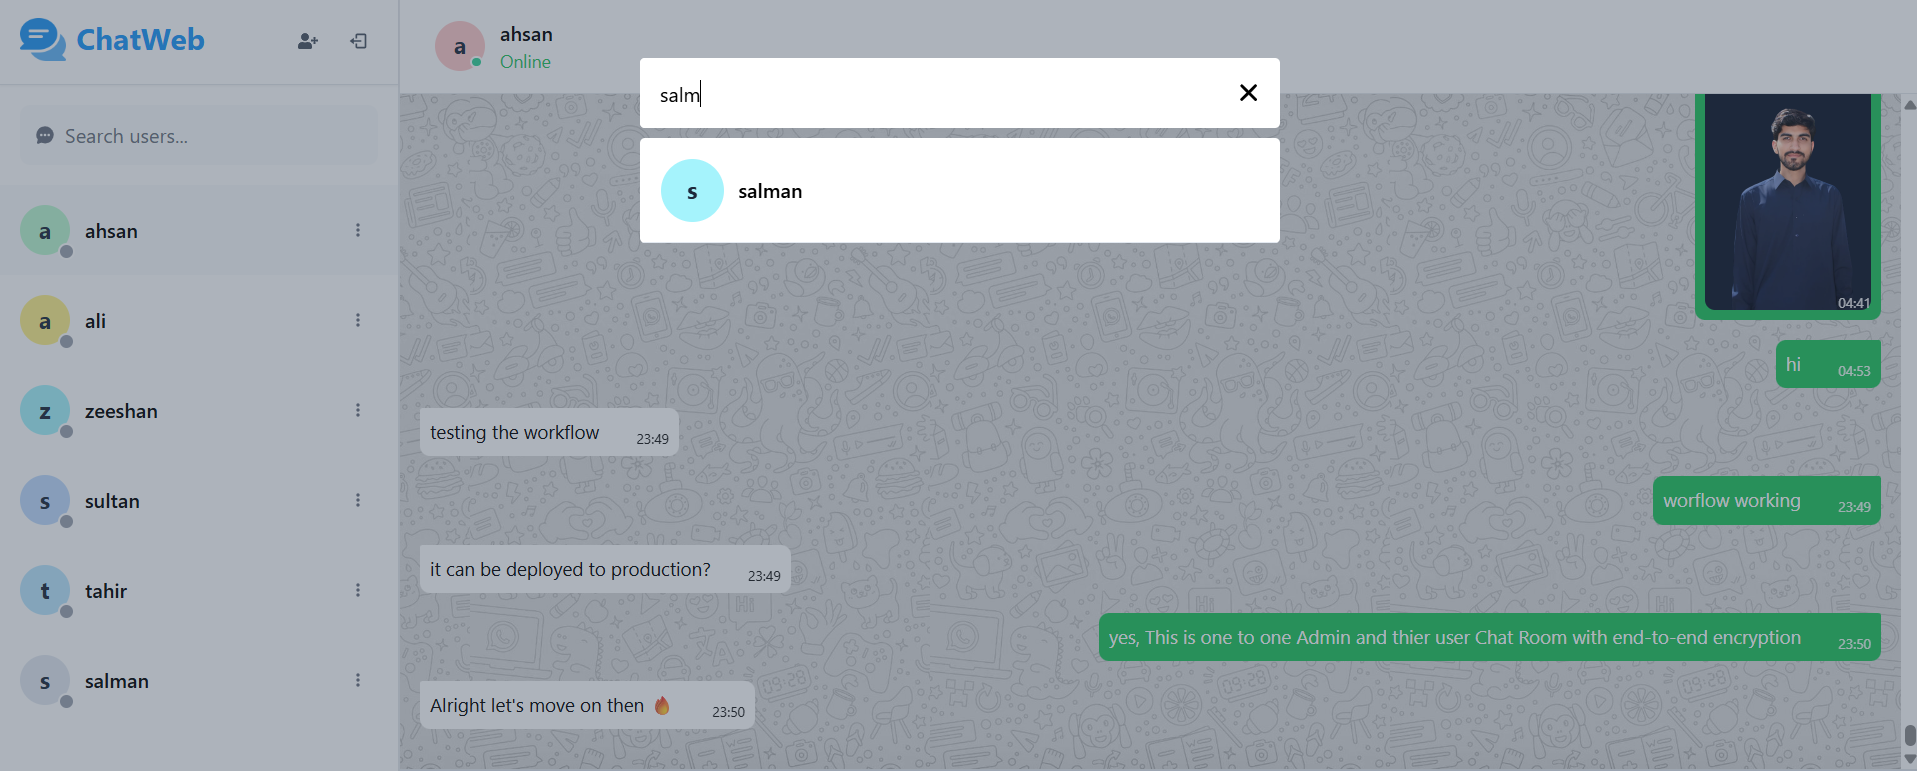 ChatWeb
Search users...
a
ahsan
a
ali
z
zeeshan
s
sultan
t
tahir
s
salman
a
ahsan
Online
salm
s
salman
04:41
hi
04:53
testing the workflow
23:49
worflow working
23:49
it can be deployed to production?
23:49
yes, This is one to one Admin and thier user Chat Room with end-to-end encryption
23:50
Alright let's move on then 🔥
23:50